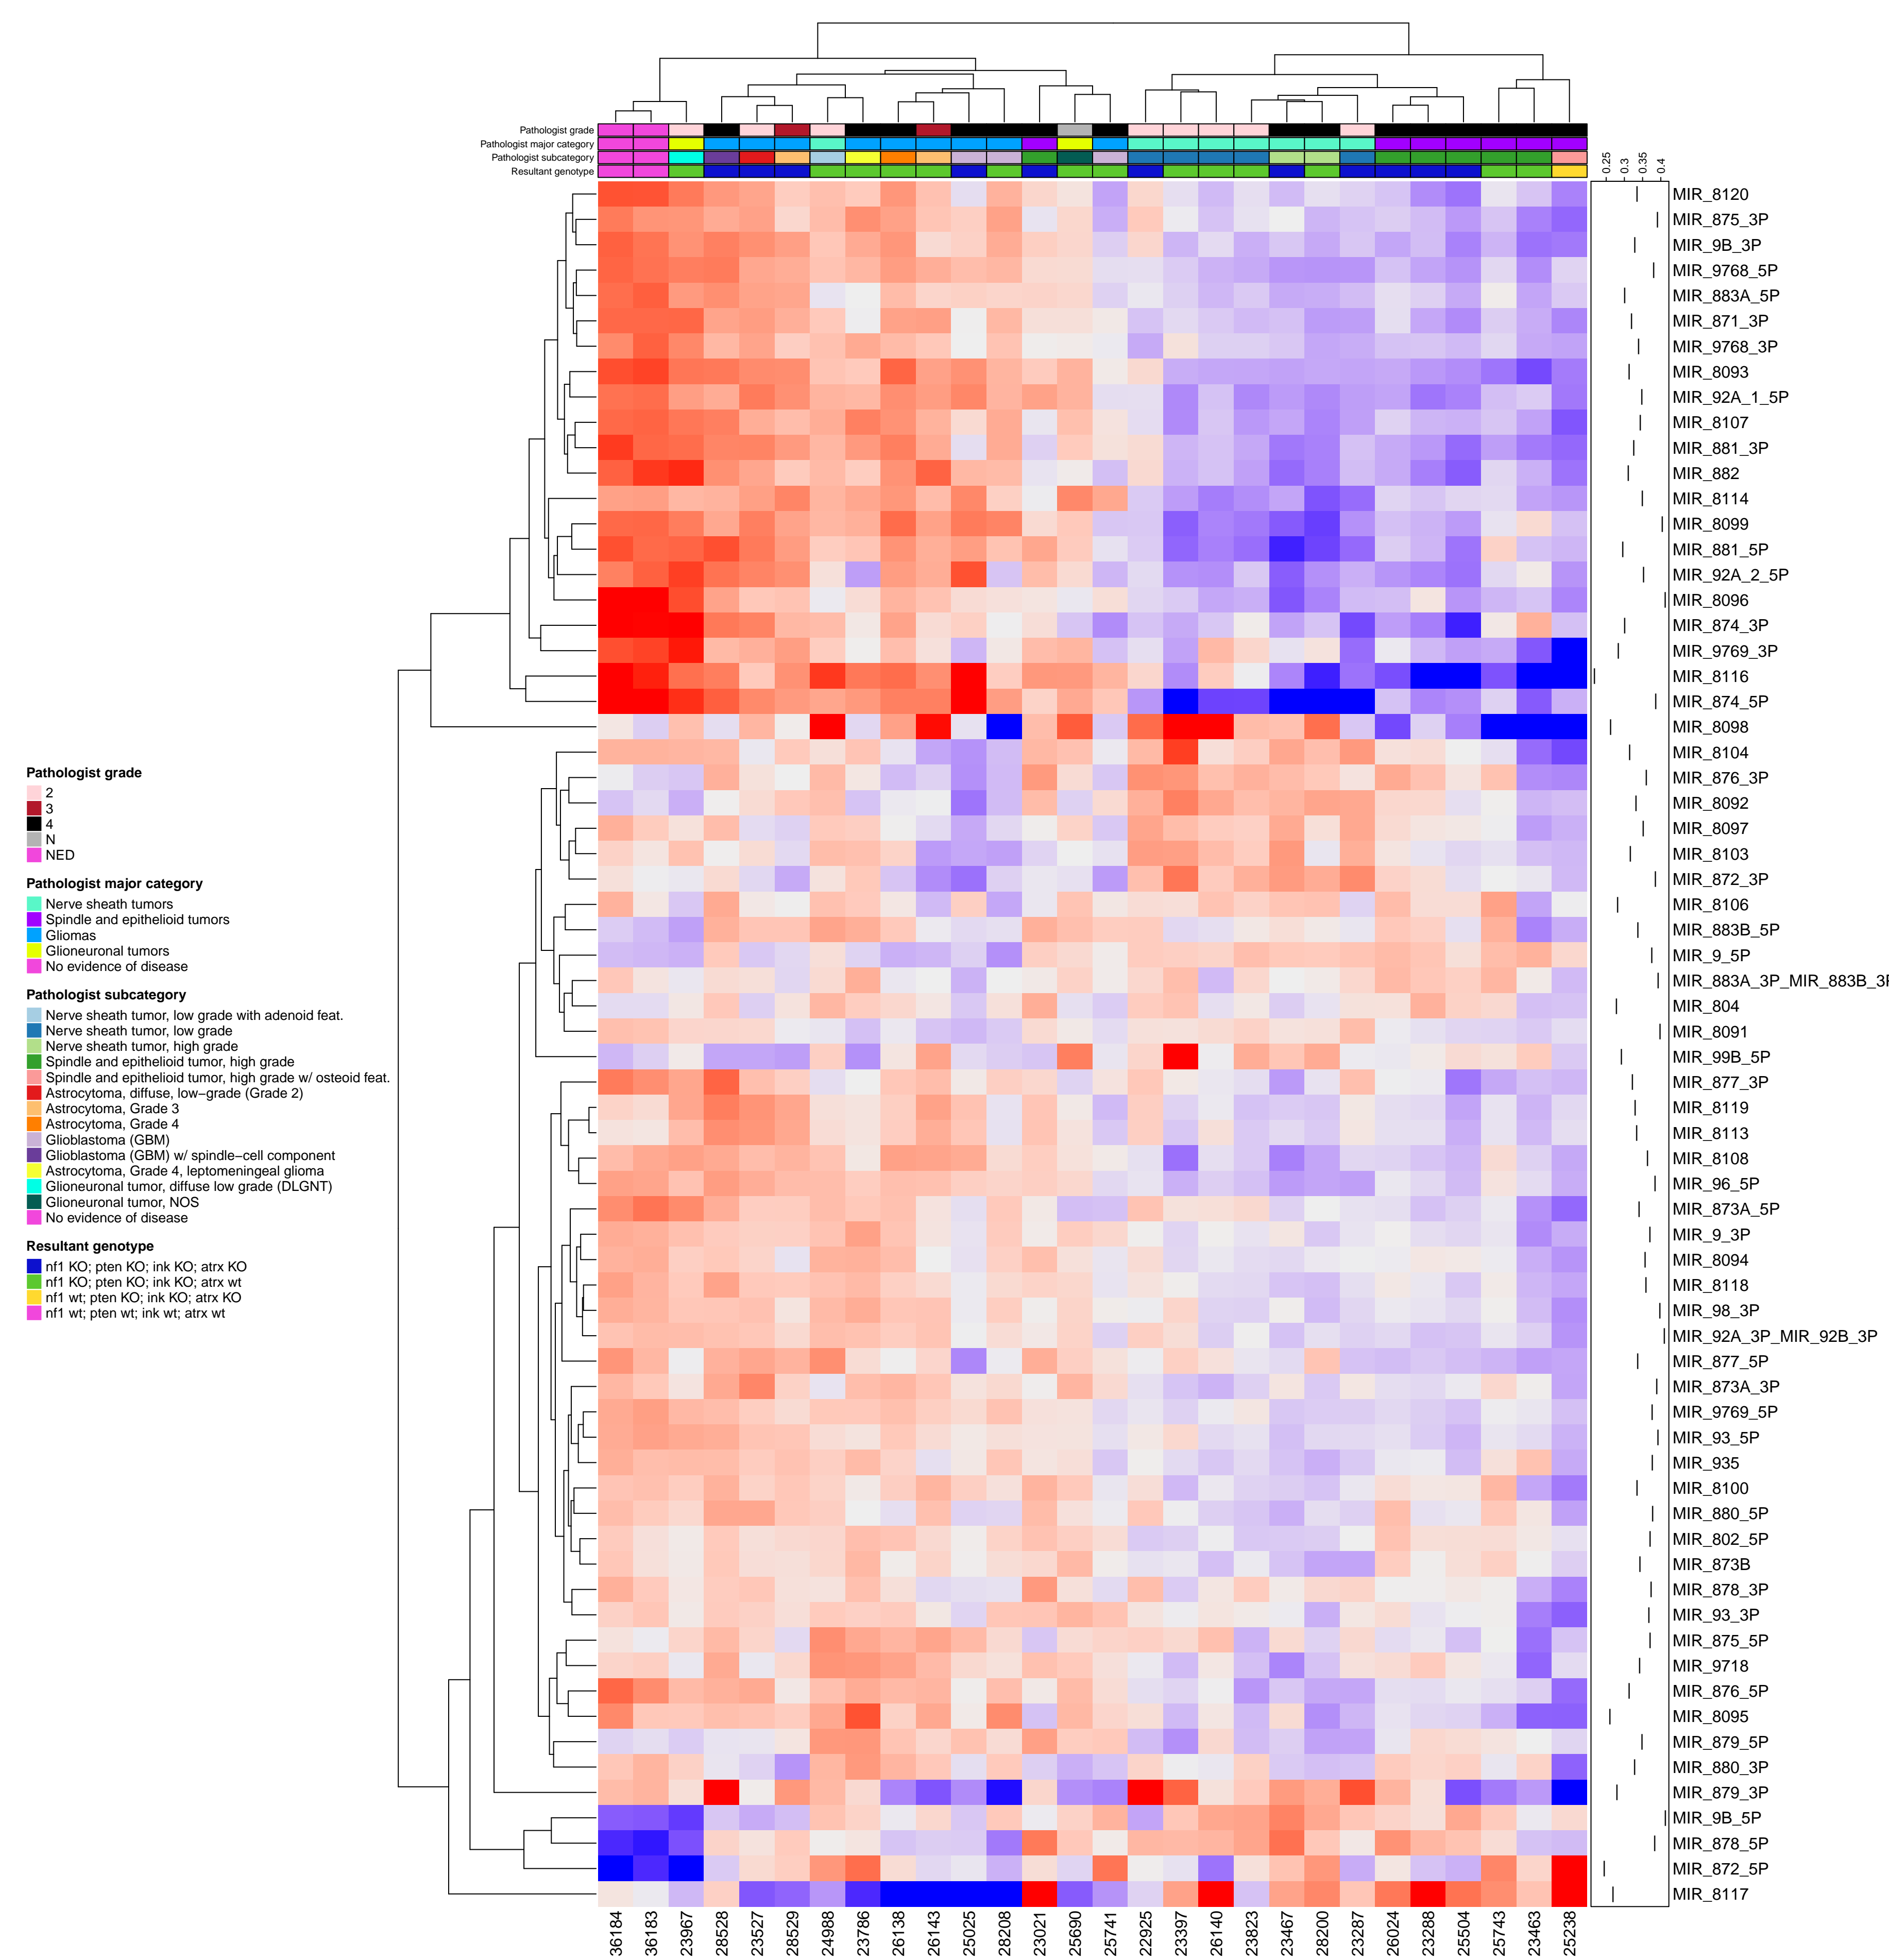 Pathologist grade
Pathologist major category
Pathologist subcategory
Resultant genotype
0.25
0.3
0.35
0.4
MIR_8120
MIR_875_3P
MIR_9B_3P
MIR_9768_5P
MIR_883A_5P
MIR_871_3P
MIR_9768_3P
MIR_8093
MIR_92A_1_5P
MIR_8107
MIR_881_3P
MIR_882
MIR_8114
MIR_8099
MIR_881_5P
MIR_92A_2_5P
MIR_8096
MIR_874_3P
MIR_9769_3P
MIR_8116
MIR_874_5P
MIR_8098
MIR_8104
MIR_876_3P
MIR_8092
MIR_8097
MIR_8103
MIR_872_3P
MIR_8106
MIR_883B_5P
MIR_9_5P
MIR_883A_3P_MIR_883B_3P
MIR_804
MIR_8091
MIR_99B_5P
MIR_877_3P
MIR_8119
MIR_8113
MIR_8108
MIR_96_5P
MIR_873A_5P
MIR_9_3P
MIR_8094
MIR_8118
MIR_98_3P
MIR_92A_3P_MIR_92B_3P
MIR_877_5P
MIR_873A_3P
MIR_9769_5P
MIR_93_5P
MIR_935
MIR_8100
MIR_880_5P
MIR_802_5P
MIR_873B
MIR_878_3P
MIR_93_3P
MIR_875_5P
MIR_9718
MIR_876_5P
MIR_8095
MIR_879_5P
MIR_880_3P
MIR_879_3P
MIR_9B_5P
MIR_878_5P
MIR_872_5P
MIR_8117
Pathologist grade
2
3
4
N
NED
Pathologist major category
Nerve sheath tumors
Spindle and epithelioid tumors
Gliomas
Glioneuronal tumors
No evidence of disease
Pathologist subcategory
Nerve sheath tumor, low grade with adenoid feat.
Nerve sheath tumor, low grade
Nerve sheath tumor, high grade
Spindle and epithelioid tumor, high grade
Spindle and epithelioid tumor, high grade w/ osteoid feat.
Astrocytoma, diffuse, low−grade (Grade 2)
Astrocytoma, Grade 3
Astrocytoma, Grade 4
Glioblastoma (GBM)
Glioblastoma (GBM) w/ spindle−cell component
Astrocytoma, Grade 4, leptomeningeal glioma
Glioneuronal tumor, diffuse low grade (DLGNT)
Glioneuronal tumor, NOS
No evidence of disease
Resultant genotype
nf1 KO; pten KO; ink KO; atrx KO
nf1 KO; pten KO; ink KO; atrx wt
nf1 wt; pten KO; ink KO; atrx KO
nf1 wt; pten wt; ink wt; atrx wt
36184
36183
23967
28528
23527
28529
24988
23786
26138
26143
25025
28208
23021
25690
25741
22925
23397
26140
23823
23467
28200
23287
26024
23288
25504
25743
23463
25238